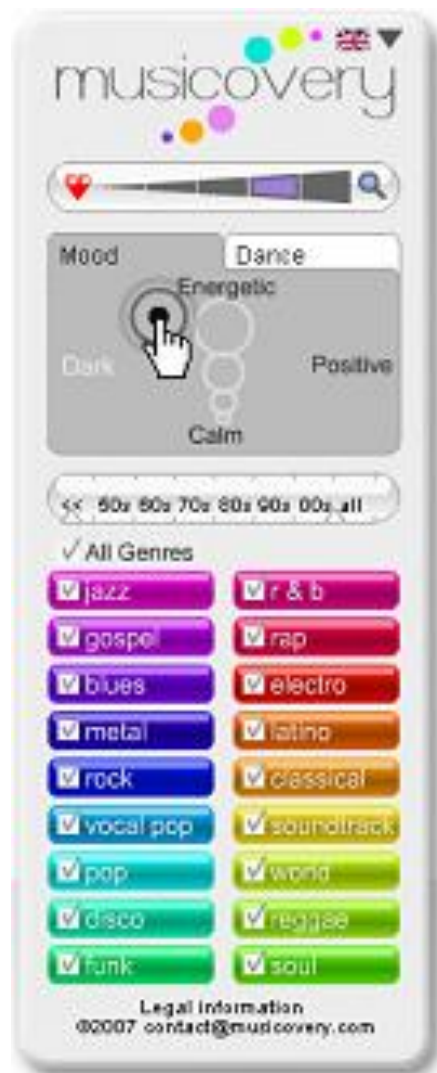 musicovery
Mood Dance
Energetic
Dark Positive
Calm
<< 50s 60s 70s 80s 90s 00s all
✓ All Genres
jazz r & b
gospel rap
blues electro
metal latino
rock classical
vocal pop soundtrack
pop world
disco reggae
funk soul
Legal information
©2007 contact@musicovery.com